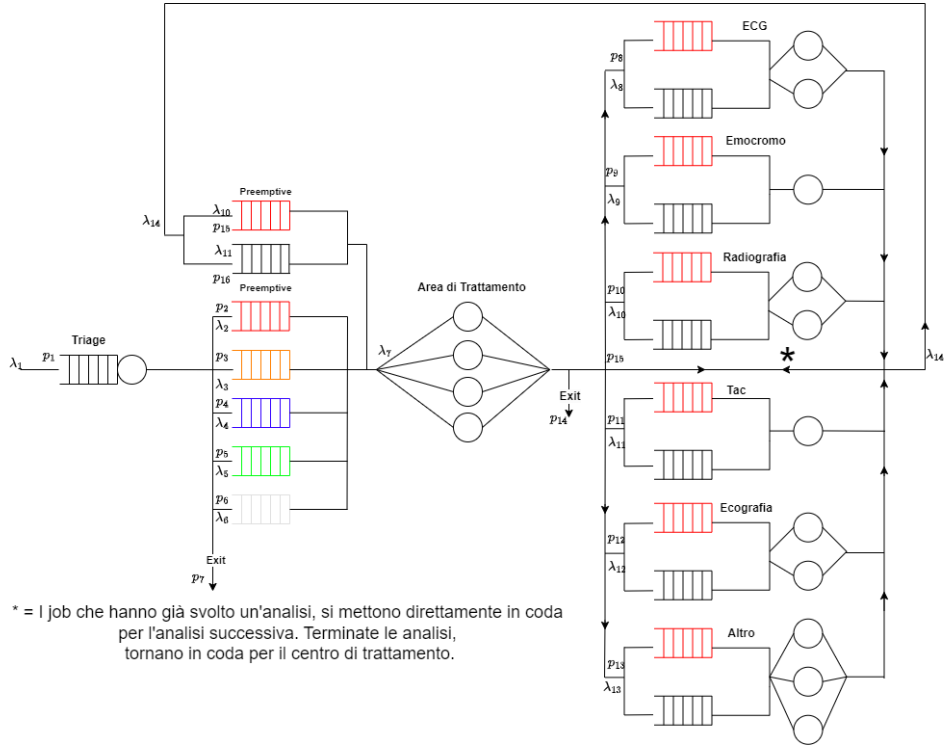 ECG
p₈
λ₈
Emocromo
p₉
λ₉
Preemptive
λ₁₄
λ₁₀
p₁₅
λ₁₁
p₁₆
Preemptive
Radiografia
p₁₀
λ₁₀
Area di Trattamento
p₂
λ₂
Triage
λ₁
p₁
p₃
λ₃
λ₇
p₁₅
*
λ₁₄
Exit
p₁₄
p₄
λ₄
Tac
p₁₁
λ₁₁
p₅
λ₅
p₆
λ₆
Exit
p₇
Ecografia
p₁₂
λ₁₂
* = I job che hanno già svolto un'analisi, si mettono direttamente in coda
per l'analisi successiva. Terminate le analisi,
tornano in coda per il centro di trattamento.
Altro
p₁₃
λ₁₃